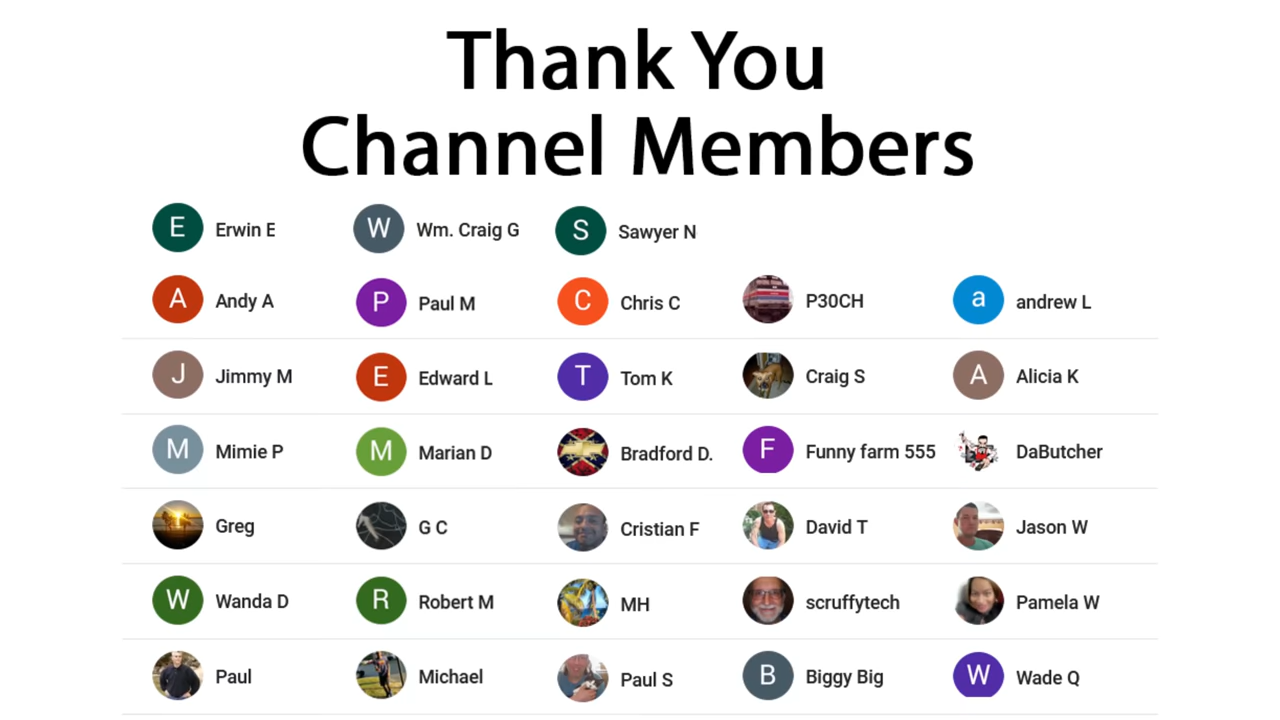 Thank You
Channel Members
E Erwin E W Wm. Craig G S Sawyer N
A Andy A P Paul M C Chris C P30CH a andrew L
J Jimmy M E Edward L T Tom K Craig S A Alicia K
M Mimie P M Marian D Bradford D. F Funny farm 555 DaButcher
Greg G C Cristian F David T Jason W
W Wanda D R Robert M MH scruffytech Pamela W
Paul Michael Paul S B Biggy Big W Wade Q